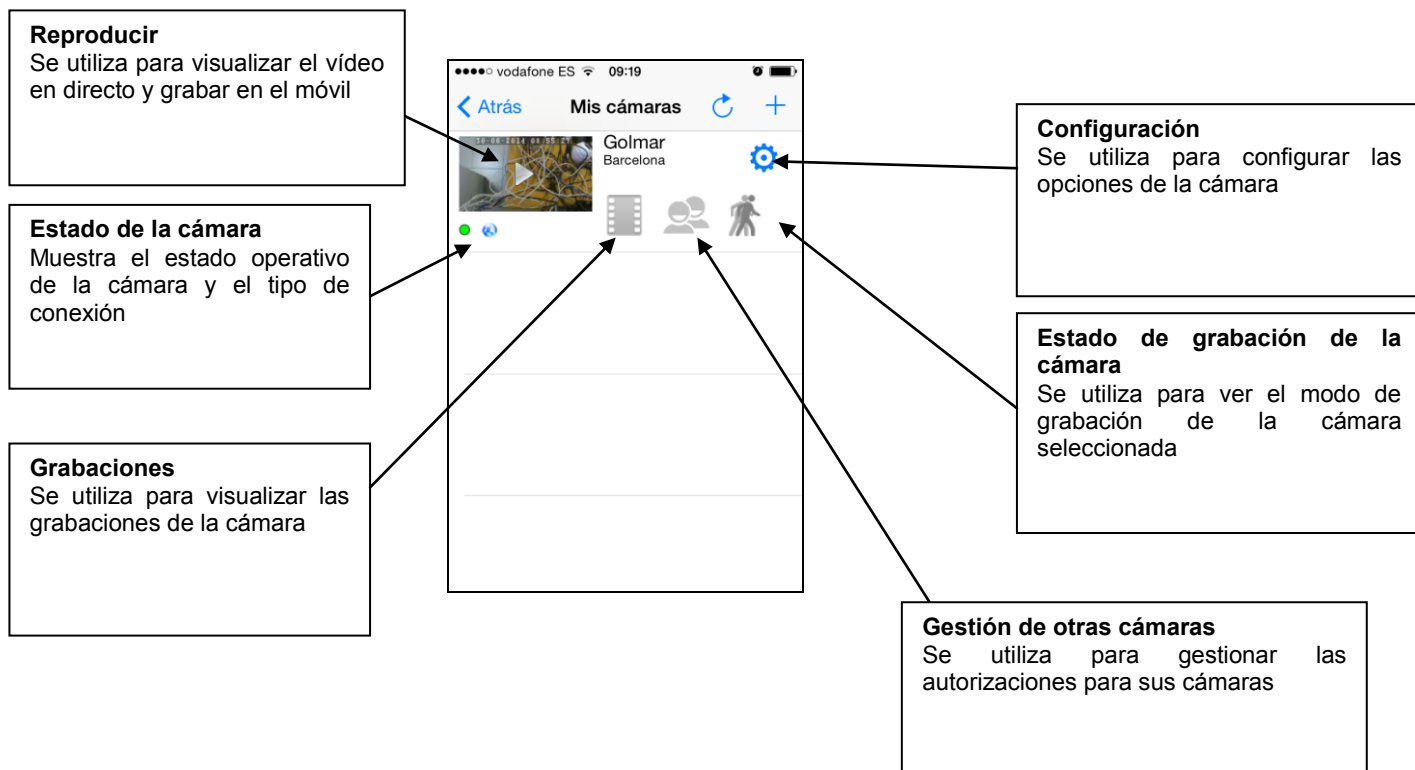 Reproducir
Se utiliza para visualizar el vídeo
en directo y grabar en el móvil
Estado de la cámara
Muestra el estado operativo
de la cámara y el tipo de
conexión
Grabaciones
Se utiliza para visualizar las
grabaciones de la cámara
vodafone ES 09:19
Atrás Mis cámaras
Golmar
Barcelona
Configuración
Se utiliza para configurar las
opciones de la cámara
Estado de grabación de la
cámara
Se utiliza para ver el modo de
grabación de la cámara
seleccionada
Gestión de otras cámaras
Se utiliza para gestionar las
autorizaciones para sus cámaras